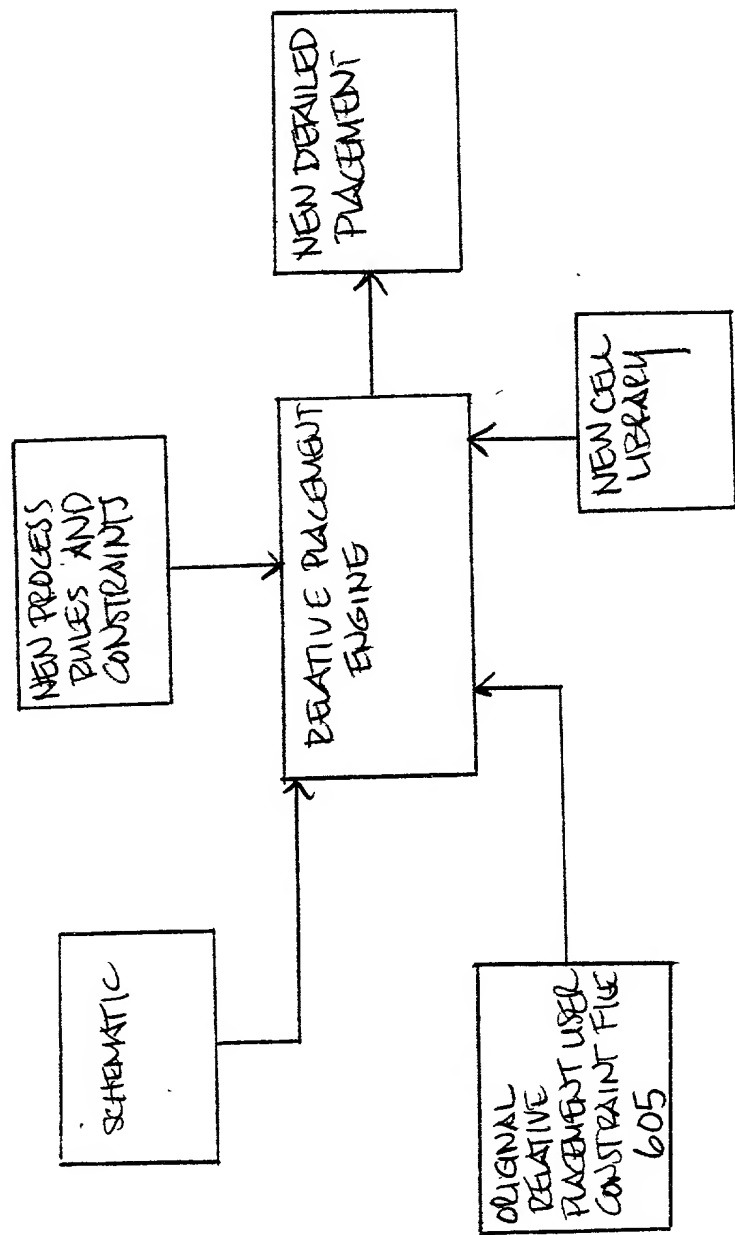 SCHEMATIC
NEW PROCESS
RULES AND
CONSTRAINTS
RELATIVE PLACEMENT
ENGINE
NEW DETAILED
PLACEMENT
ORIGINAL
RELATIVE
PLACEMENT USER
CONSTRAINT FILE
605
NEW CELL
LIBRARY